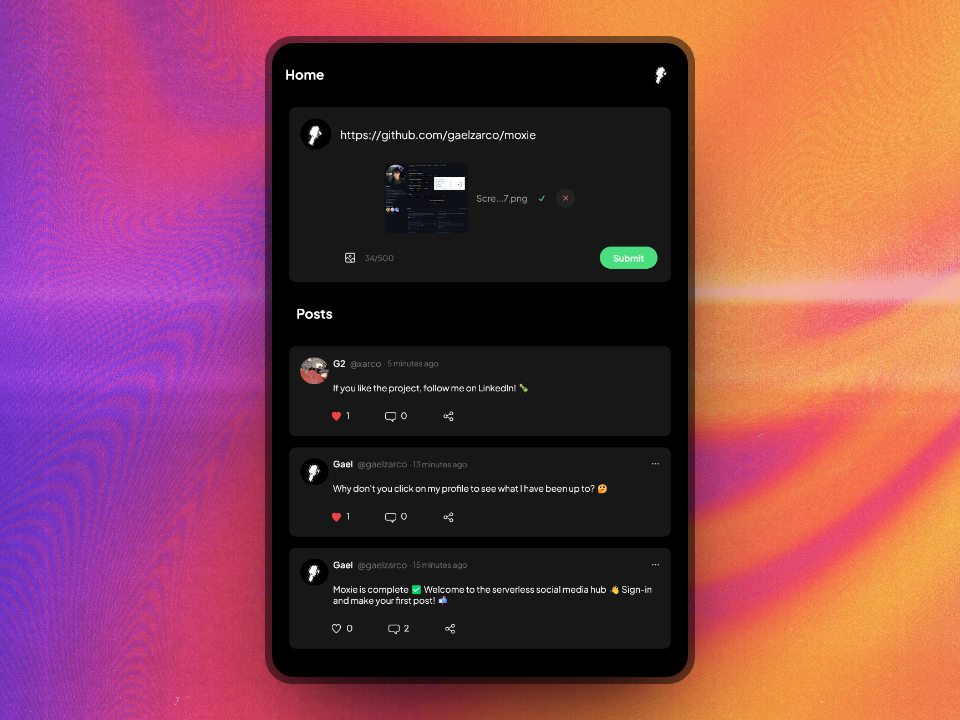 Home
https://github.com/gaelzarco/moxie
Scre...7.png
34/500
Submit
Posts
G2 @xarco · 5 minutes ago
If you like the project, follow me on LinkedIn! 🍾
1 0
Gael @gaelzarco · 13 minutes ago
Why don't you click on my profile to see what I have been up to? 🤔
1 0
Gael @gaelzarco · 15 minutes ago
Moxie is complete ✅ Welcome to the serverless social media hub 👋 Sign-in
and make your first post! 📬
0 2